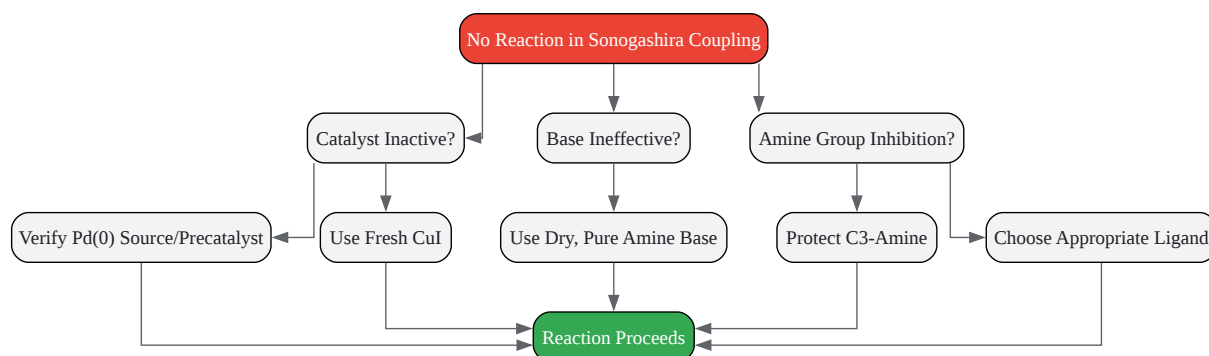 No Reaction in Sonogashira Coupling
Catalyst Inactive?
Base Ineffective?
Amine Group Inhibition?
Verify Pd(0) Source/Precatalyst
Use Fresh CuI
Use Dry, Pure Amine Base
Protect C3-Amine
Choose Appropriate Ligand
Reaction Proceeds